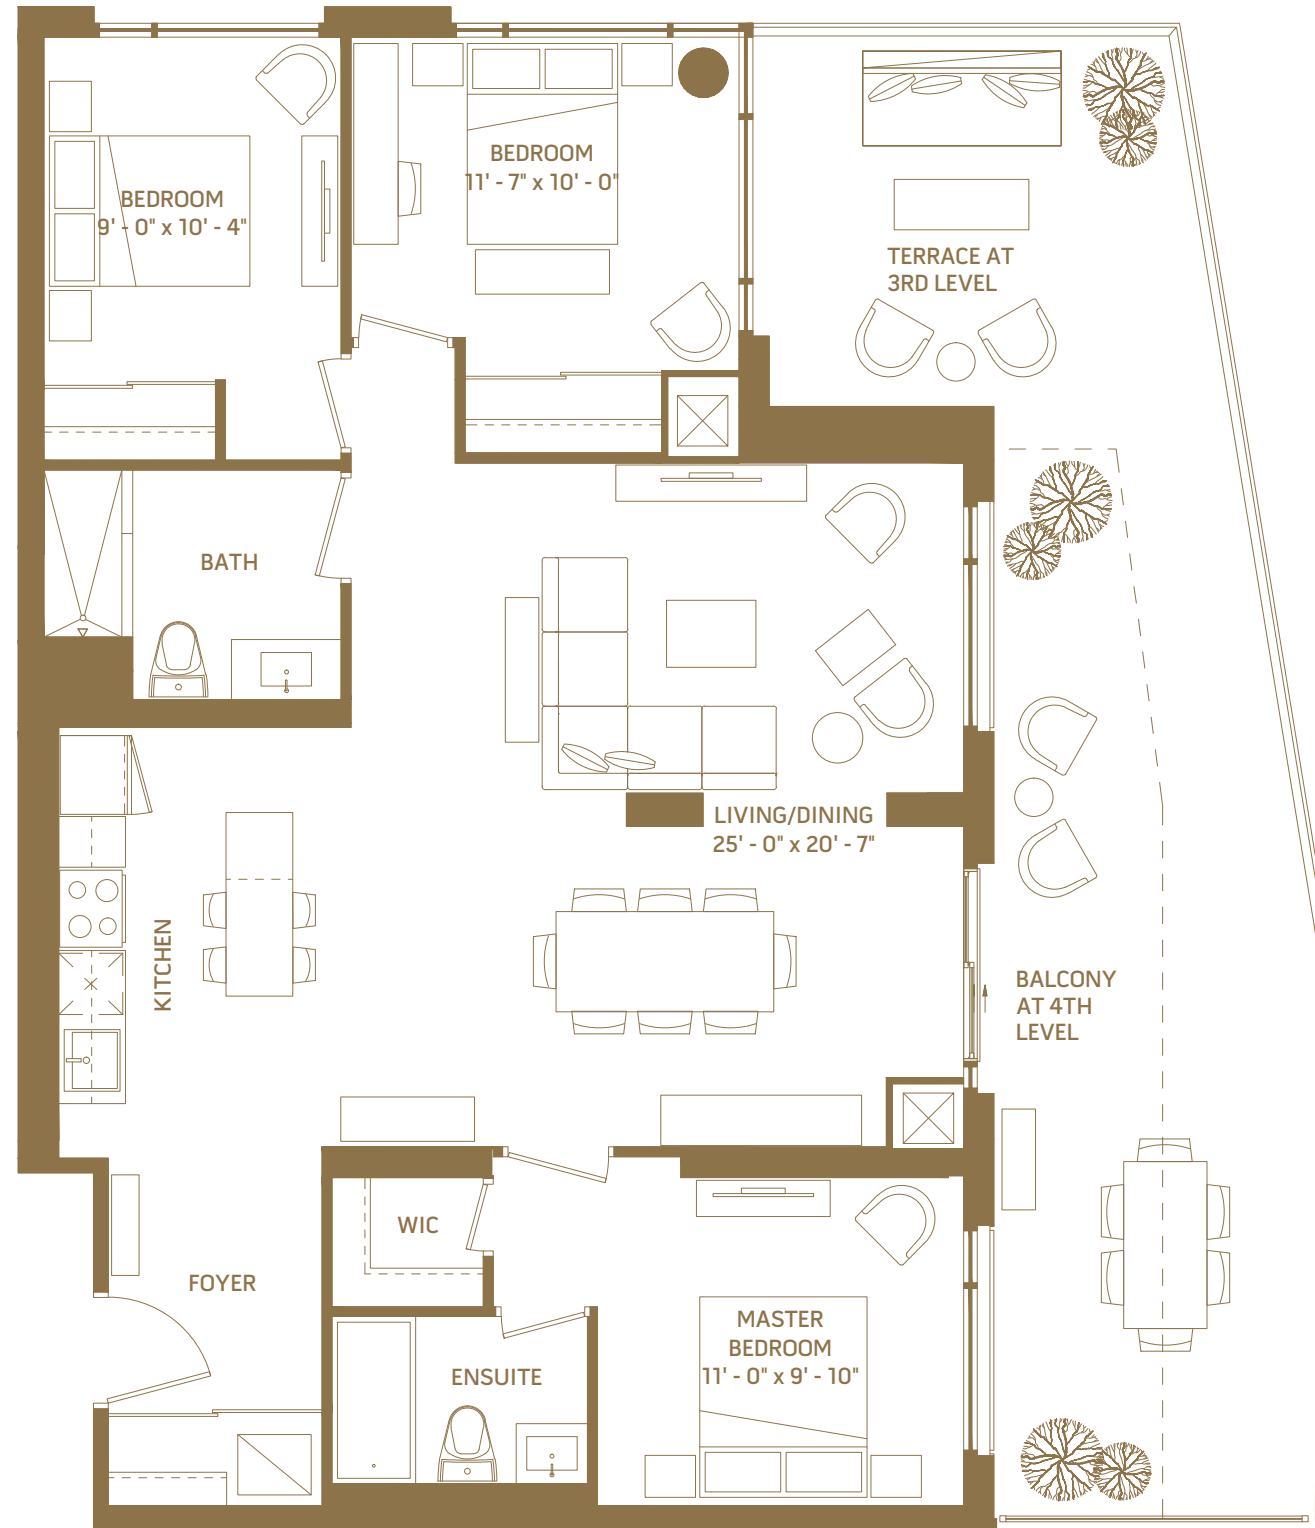 BEDROOM
9' - 0" x 10' - 4"
BEDROOM
11' - 7" x 10' - 0"
TERRACE AT
3RD LEVEL
BATH
LIVING/DINING
25' - 0" x 20' - 7"
KITCHEN
BALCONY
AT 4TH
LEVEL
WIC
FOYER
ENSUITE
MASTER
BEDROOM
11' - 0" x 9' - 10"